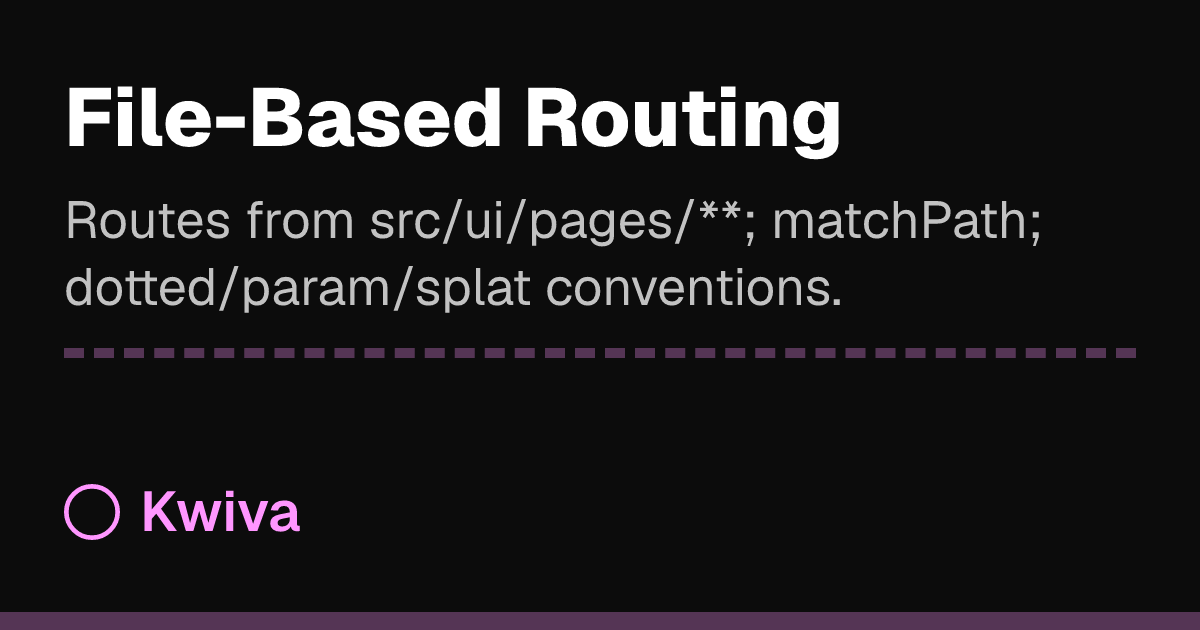 File-Based Routing
Routes from src/ui/pages/**; matchPath;
dotted/param/splat conventions.
Kwiva